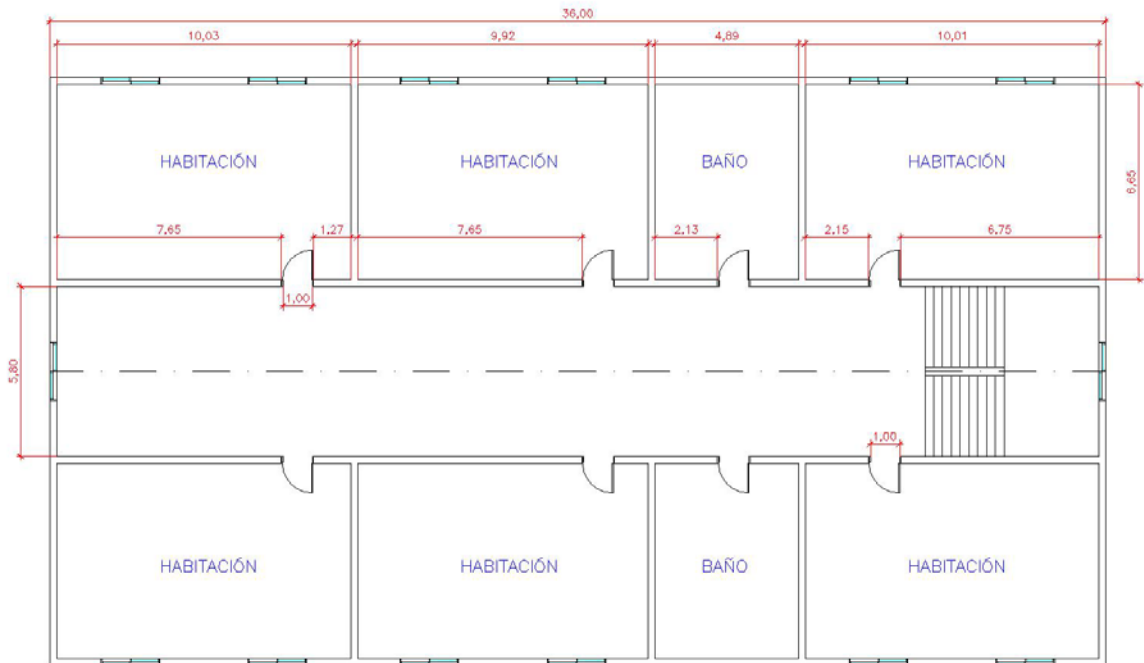 36,00
10,03 9,92 4,89 10,01
HABITACIÓN HABITACIÓN BAÑO HABITACIÓN
6,65
7,65 1,27 7,65 2,13 2,15 6,75
1,00
5,80
1,00
HABITACIÓN HABITACIÓN BAÑO HABITACIÓN